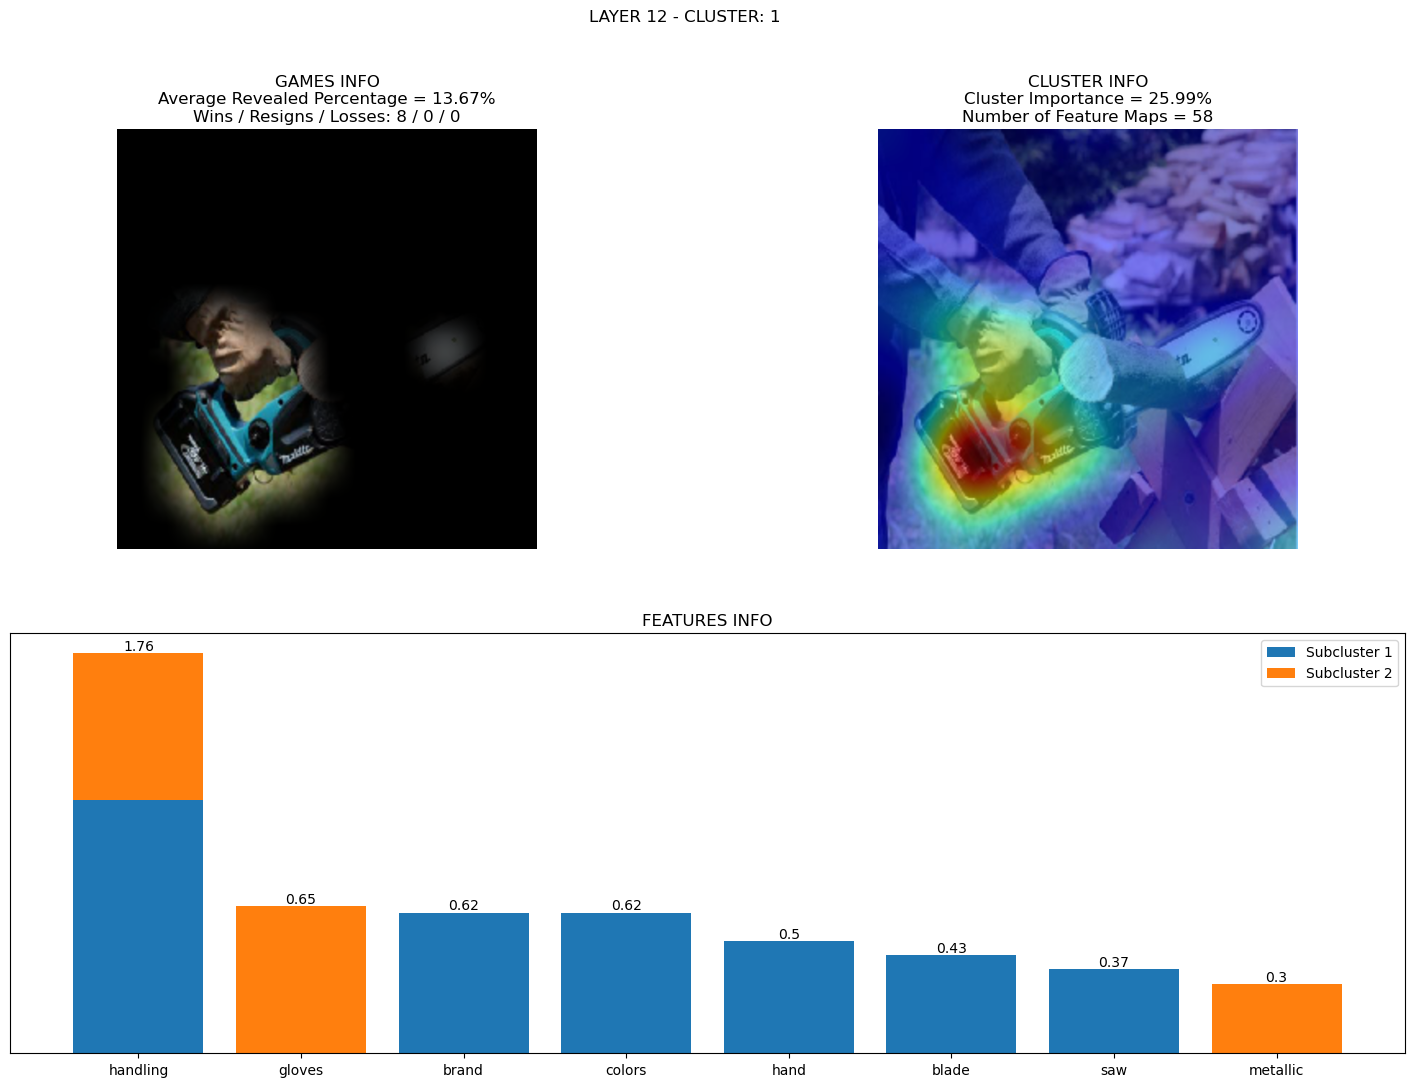 LAYER 12 - CLUSTER: 1
GAMES INFO
Average Revealed Percentage = 13.67%
Wins / Resigns / Losses: 8 / 0 / 0
CLUSTER INFO
Cluster Importance = 25.99%
Number of Feature Maps = 58
FEATURES INFO
Subcluster 1
Subcluster 2
1.76
0.65
0.62
0.62
0.5
0.43
0.37
0.3
handling
gloves
brand
colors
hand
blade
saw
metallic